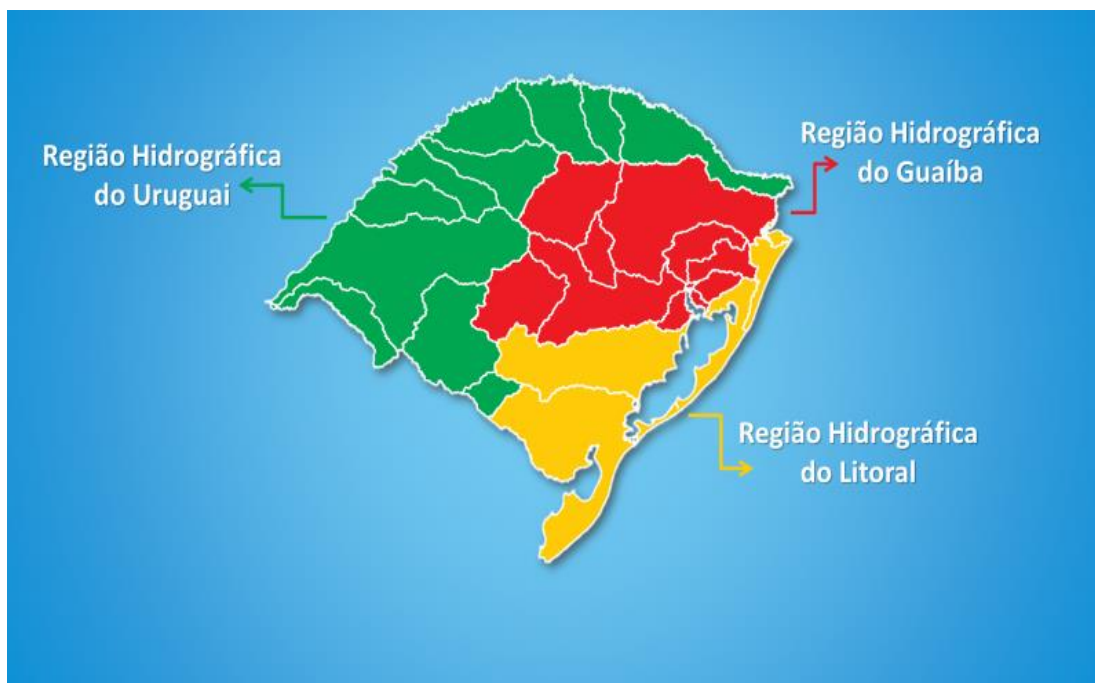 Região Hidrográfica
do Uruguai
Região Hidrográfica
do Guaíba
Região Hidrográfica
do Litoral